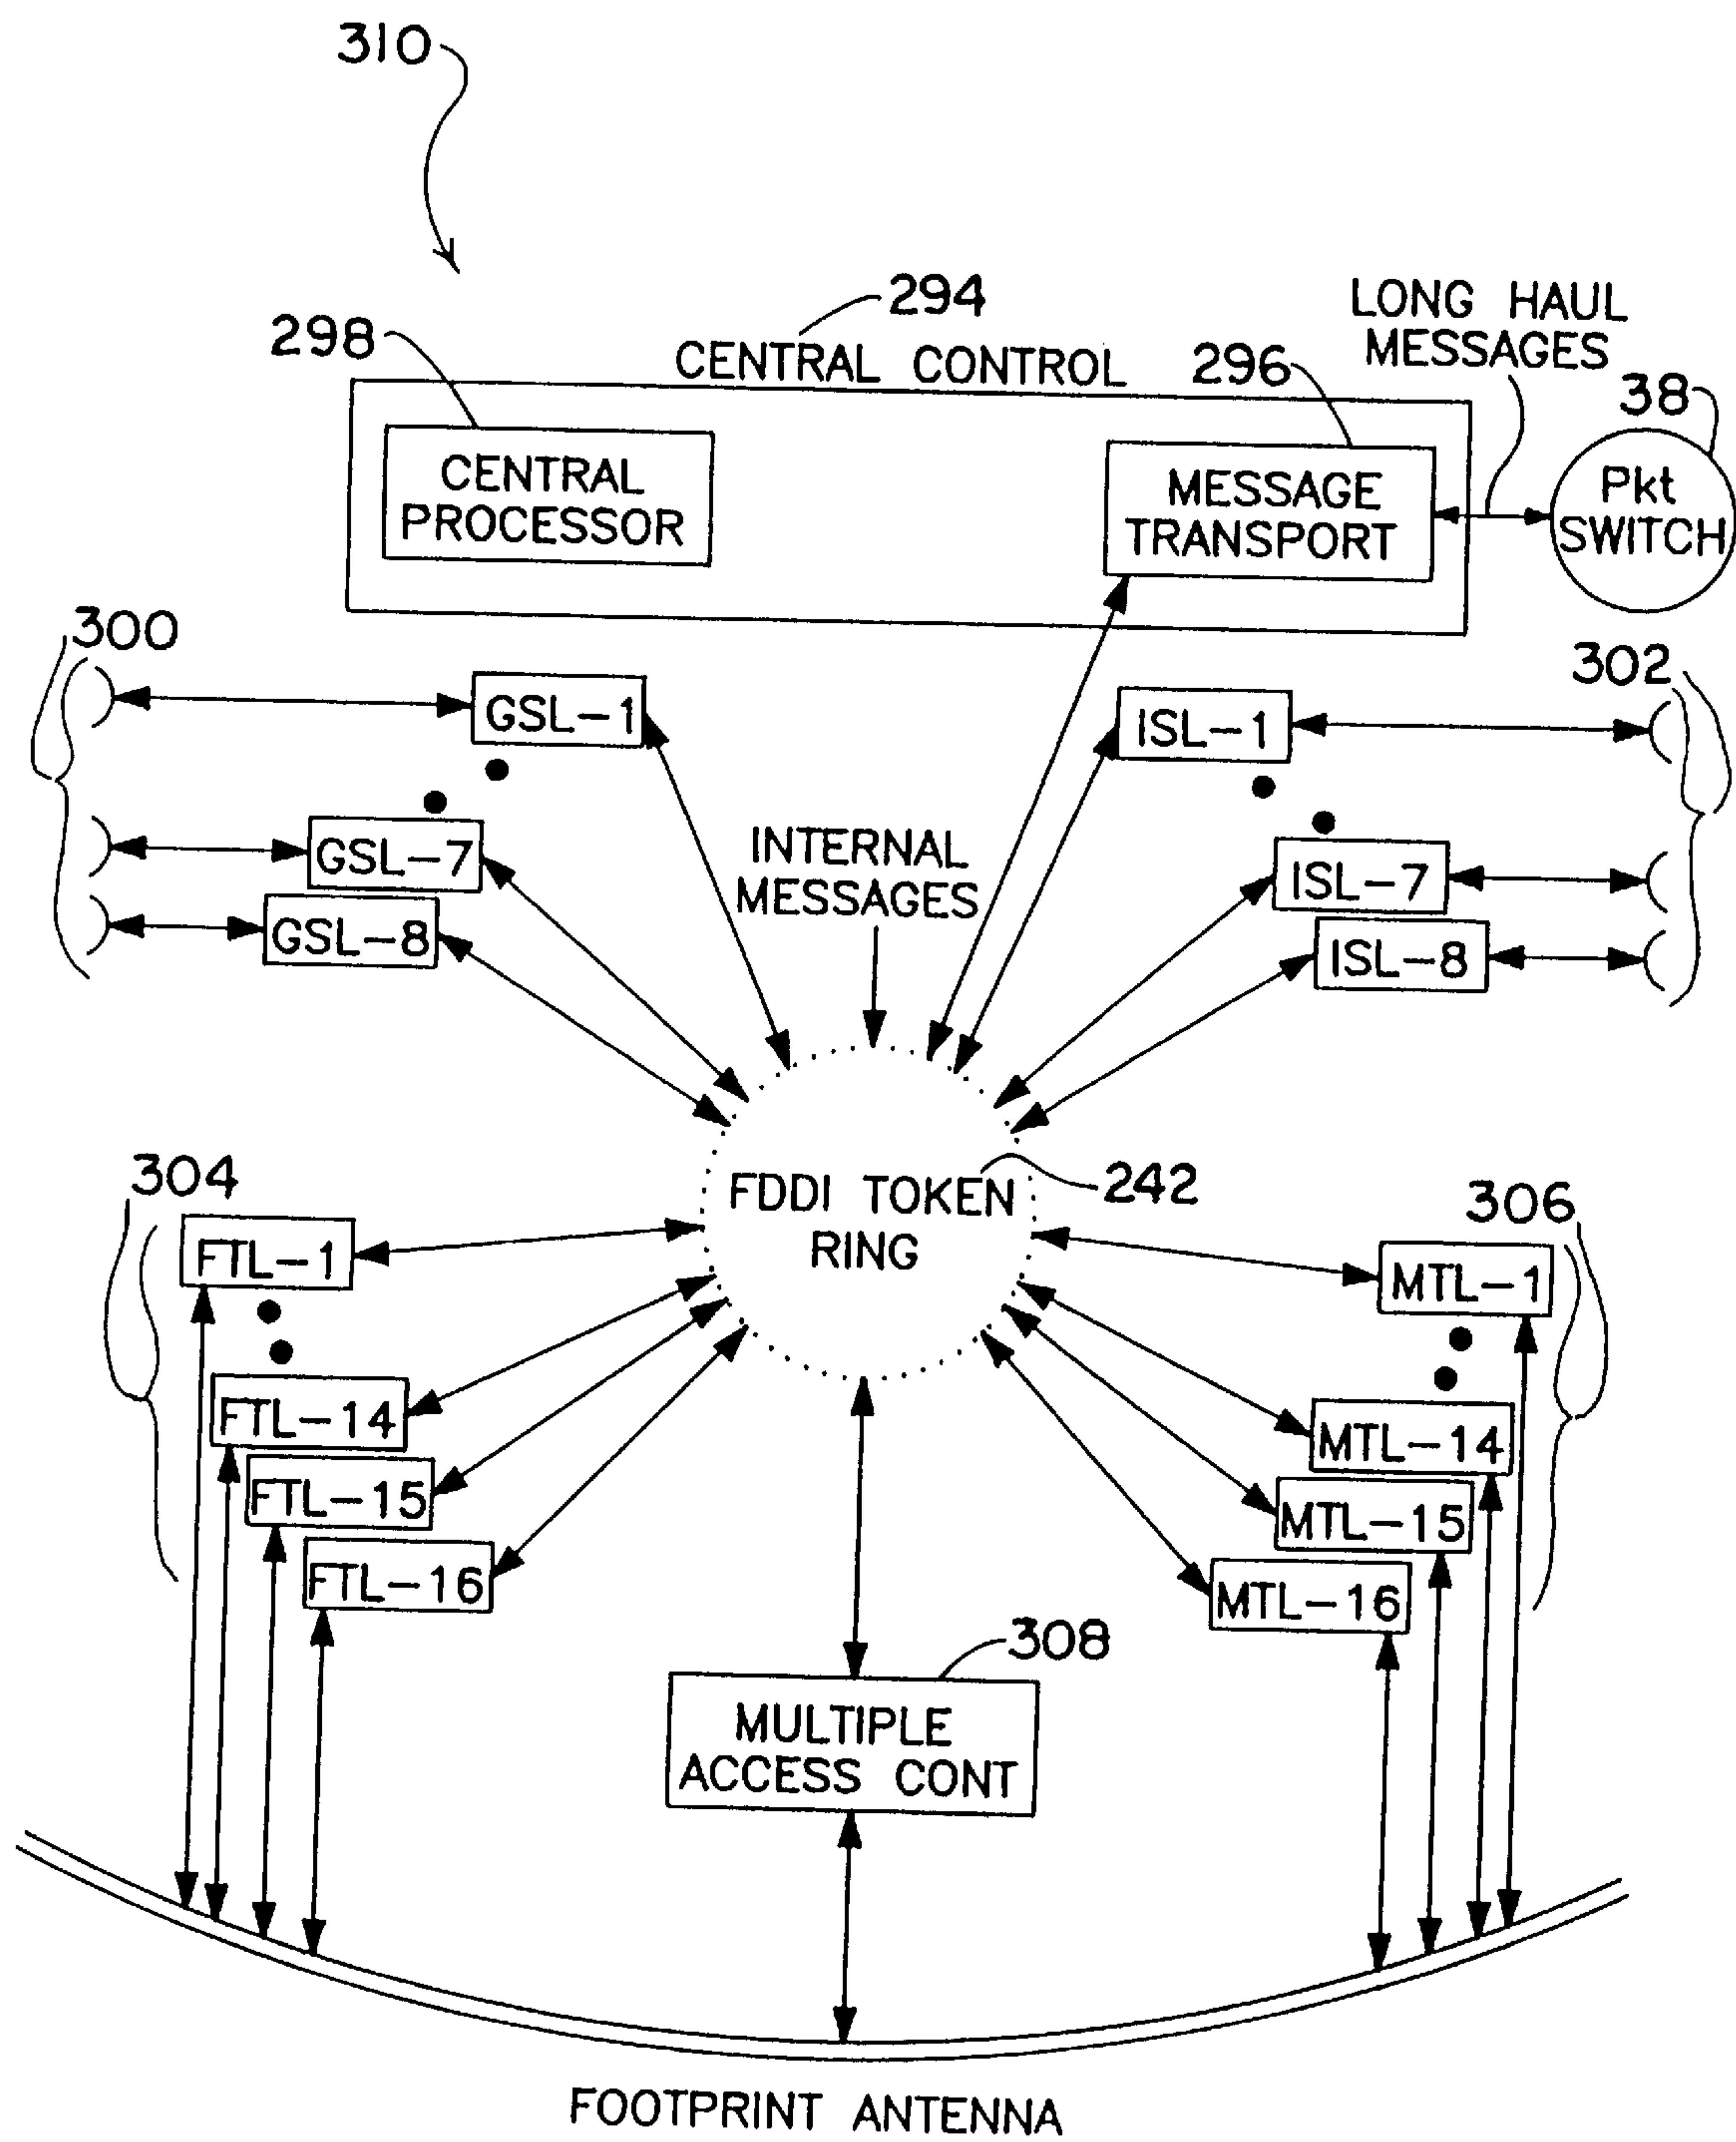 310
294
298
CENTRAL CONTROL
296
LONG HAUL
MESSAGES
38
CENTRAL
PROCESSOR
MESSAGE
TRANSPORT
Pkt
SWITCH
300
302
GSL-1
ISL-1
GSL-7
ISL-7
GSL-8
ISL-8
INTERNAL
MESSAGES
FDDI TOKEN
RING
242
304
306
FTL-1
MTL-1
FTL-14
MTL-14
FTL-15
MTL-15
FTL-16
MTL-16
308
MULTIPLE
ACCESS CONT
FOOTPRINT ANTENNA